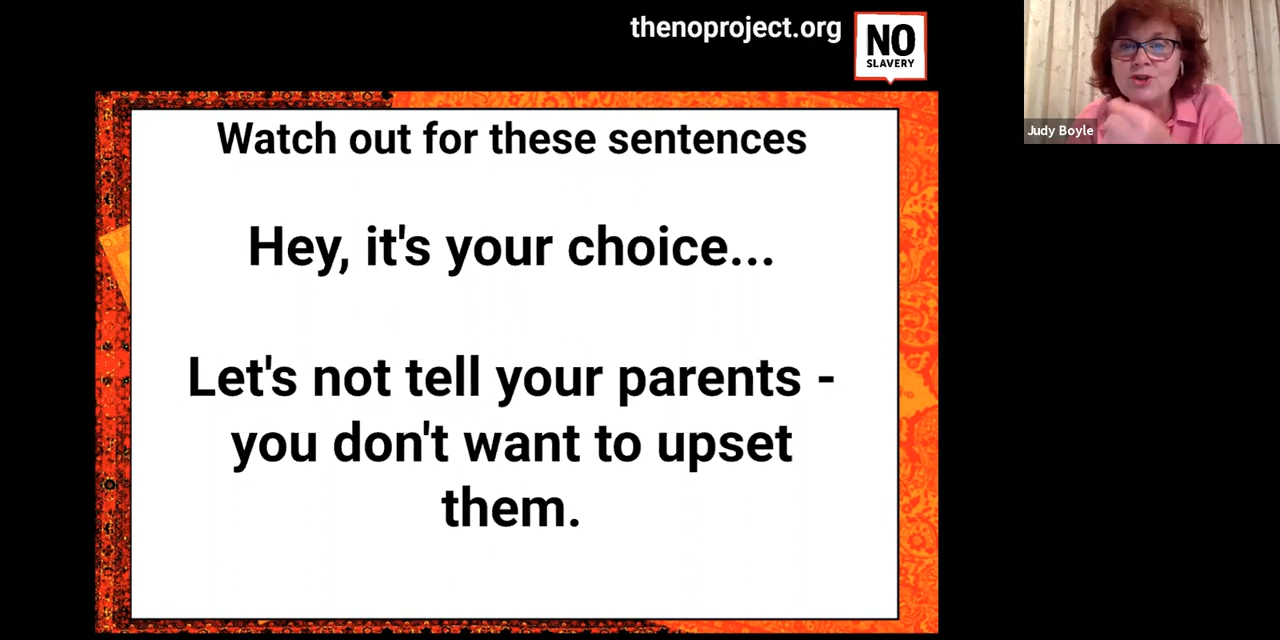 thenoproject.org
NO
SLAVERY
Judy Boyle
Watch out for these sentences
Hey, it's your choice...
Let's not tell your parents -
you don't want to upset
them.